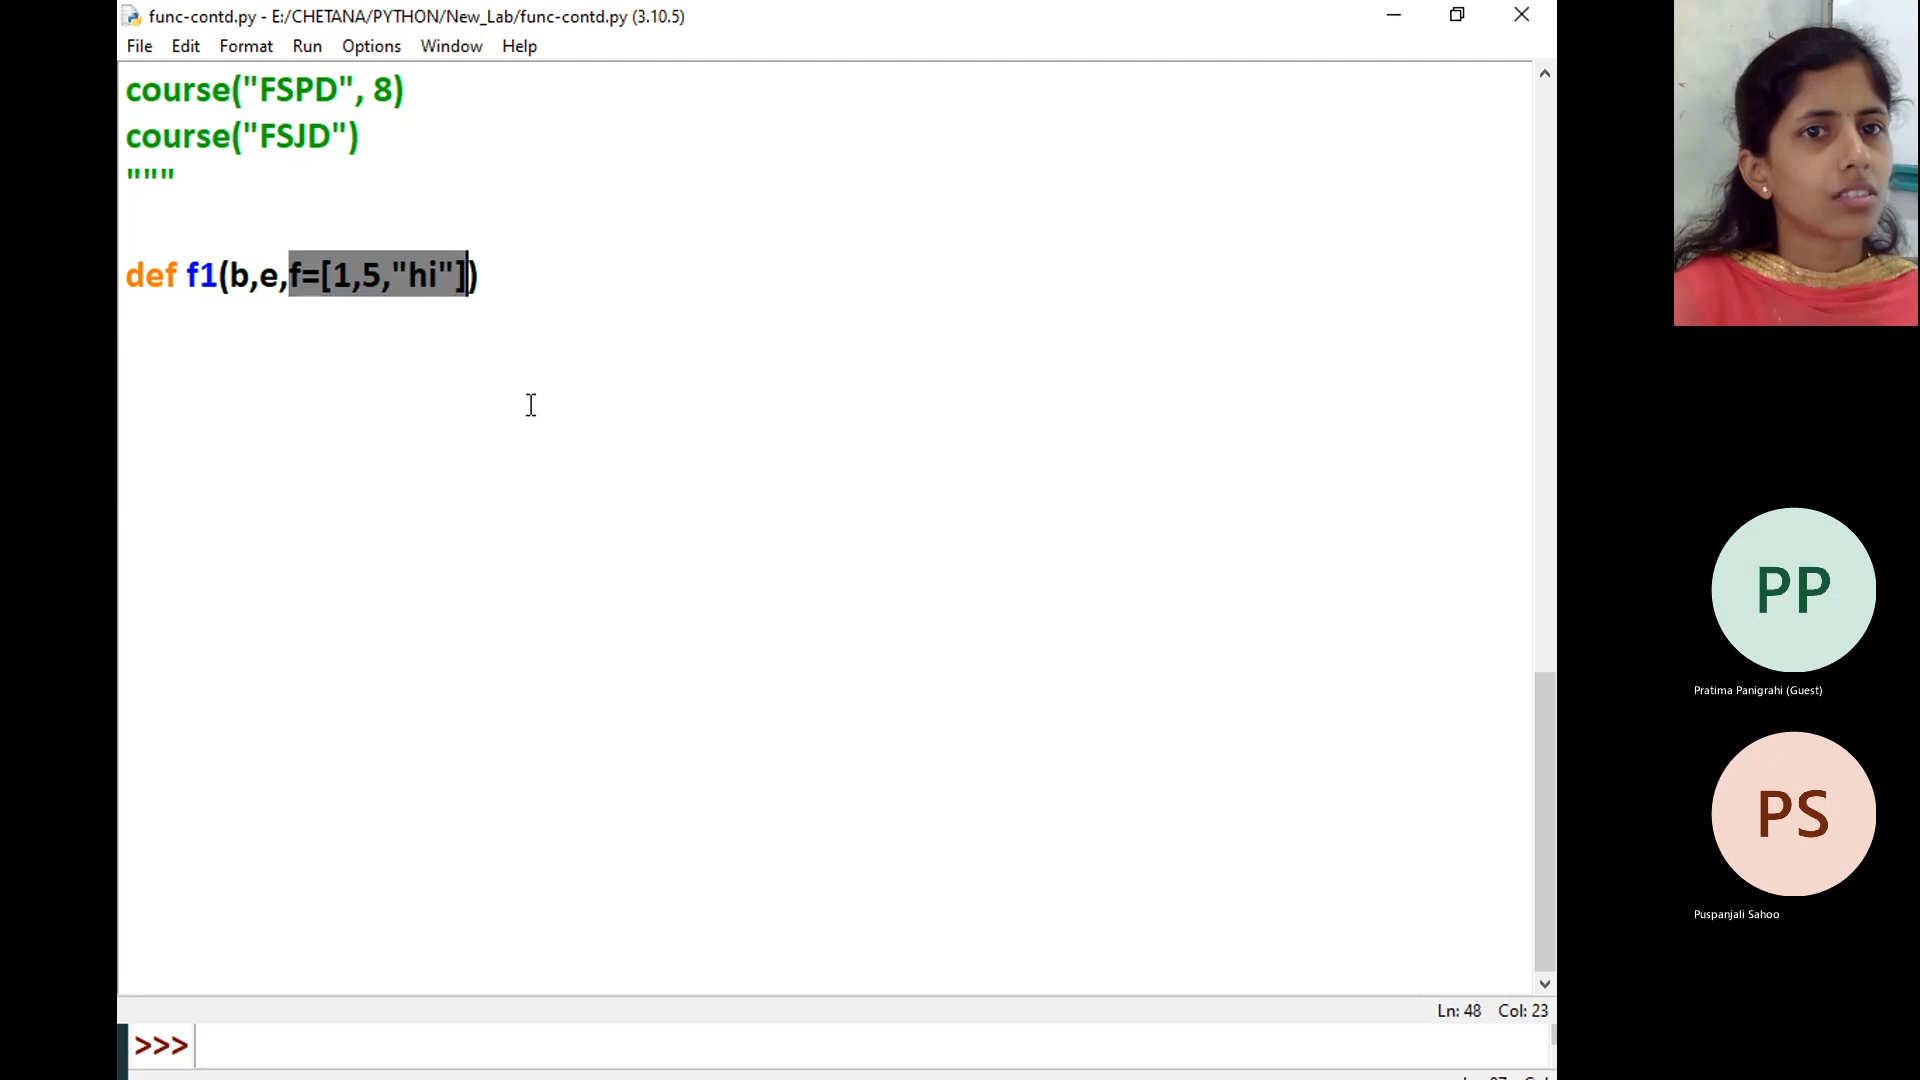 func-contd.py - E:/CHETANA/PYTHON/New_Lab/func-contd.py (3.10.5)
File Edit Format Run Options Window Help
course("FSPD", 8)
course("FSJD")
"""
def f1(b,e,f=[1,5,"hi"])
PP
Pratima Panigrahi (Guest)
PS
Puspanjali Sahoo
Ln: 48 Col: 23
>>>